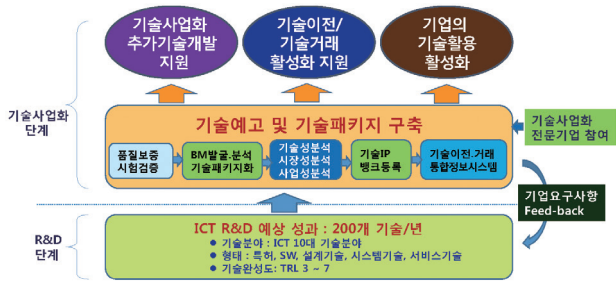 기술사업화
추가기술개발
지원
기술이전/
기술거래
활성화 지원
기업의
기술활용
활성화
기술사업화
단계
기술예고 및 기술패키지 구축
품질보증
시험검증
BM발굴.분석
기술패키지화
기술성분석
시장성분석
사업성분석
기술IP
뱅크등록
기술이전.거래
통합정보시스템
기술사업화
전문기업 참여
기업요구사항
Feed-back
R&D
단계
ICT R&D 예상 성과 : 200개 기술/년
● 기술분야 : ICT 10대 기술분야
● 형태 : 특허, SW, 설계기술, 시스템기술, 서비스기술
● 기술완성도: TRL 3 ~ 7